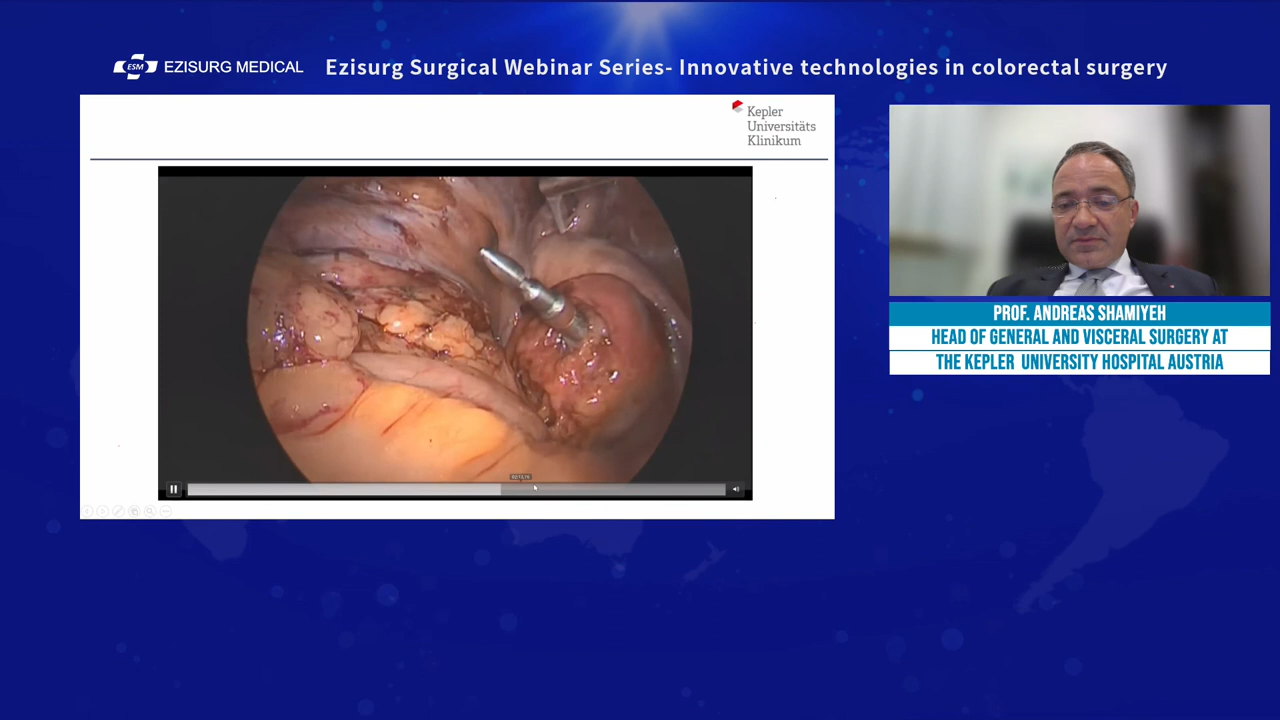 ESM EZISURG MEDICAL
Ezisurg Surgical Webinar Series- Innovative technologies in colorectal surgery
Kepler
Universitäts
Klinikum
PROF. ANDREAS SHAMIYEH
HEAD OF GENERAL AND VISCERAL SURGERY AT
THE KEPLER UNIVERSITY HOSPITAL AUSTRIA